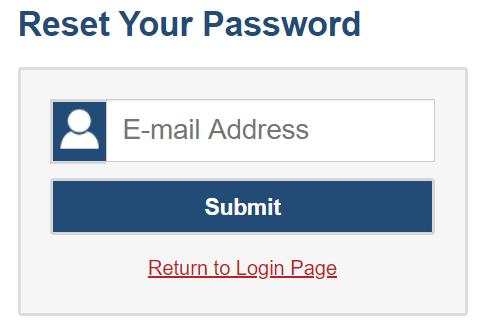 Reset Your Password
E-mail Address
Submit
Return to Login Page